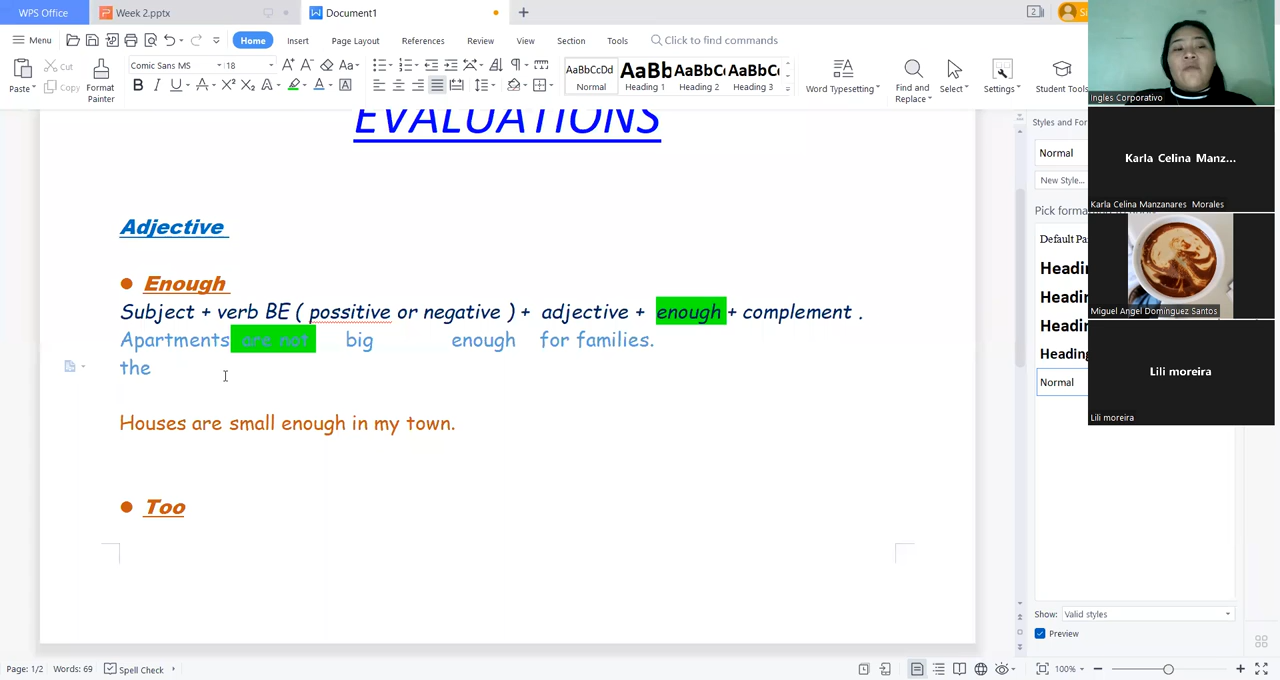 WPS Office Week 2.pptx Document1 + 2
Menu Home Insert Page Layout References Review View Section Tools Click to find commands
Paste Cut Copy Format Painter Comic Sans MS 18 AaBbCcDd Normal AaBb Heading 1 AaBbC Heading 2 AaBbC Heading 3 Word Typesetting Find and Replace Select Settings Student Tools
Ingles Corporativo
EVALUATIONS
Adjective
● Enough
Subject + verb BE ( possitive or negative ) + adjective + enough + complement .
Apartments are not big enough for families.
the
Houses are small enough in my town.
● Too
Styles and For
Normal
New Style...
Pick forma
Default Pa
Headin
Headin
Headin
Headin
Normal
Karla Celina Manz...
Karla Celina Manzanares Morales
Miguel Angel Dominguez Santos
Lili moreira
Lili moreira
Show: Valid styles
Preview
Page: 1/2 Words: 69 Spell Check 100%